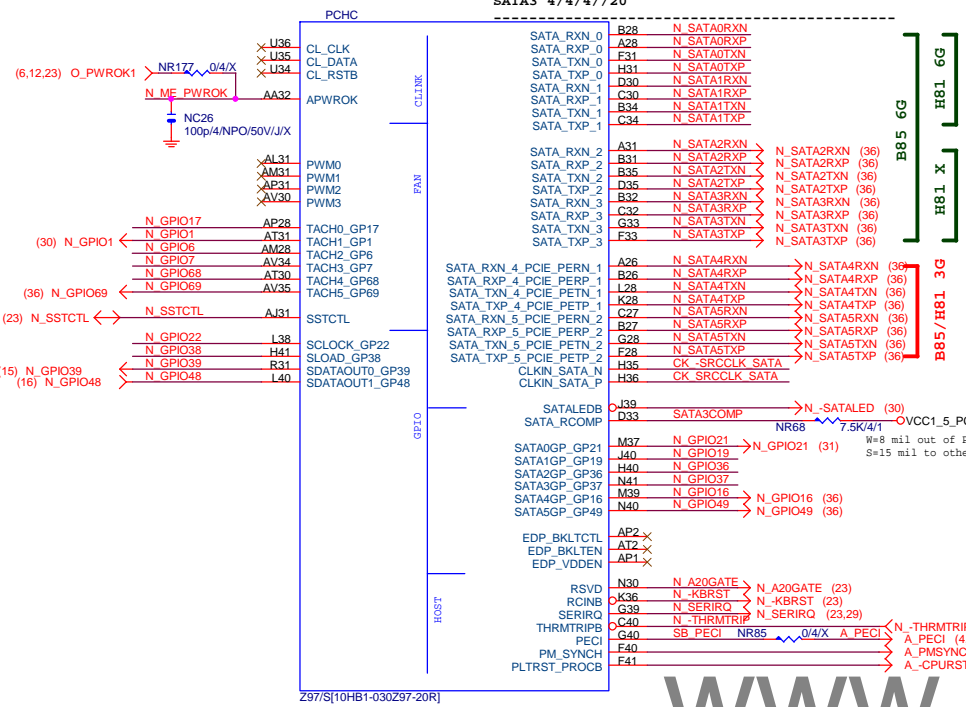 SATA3 4/4/4//20
PCHC
U36 CL_CLK
U35 CL_DATA
U34 CL_RSTB
(6,12,23) O_PWROK1 NR177 0/4/X
N_ME_PWROK AA32 APWROK
NC26
100p/4/NPO/50V/J/X
CLINK
AL31 PWM0
AM31 PWM1
AP31 PWM2
AV30 PWM3
FAN
N_GPIO17 AP28 TACH0_GP17
(30) N_GPIO1 N_GPIO1 AT31 TACH1_GP1
N_GPIO6 AM28 TACH2_GP6
N_GPIO7 AV34 TACH3_GP7
N_GPIO68 AT30 TACH4_GP68
(36) N_GPIO69 N_GPIO69 AV35 TACH5_GP69
(23) N_SSTCTL N_SSTCTL AJ31 SSTCTL
N_GPIO22 L38 SCLOCK_GP22
N_GPIO38 H41 SLOAD_GP38
15) N_GPIO39 N_GPIO39 R31 SDATAOUT0_GP39
(16) N_GPIO48 N_GPIO48 L40 SDATAOUT1_GP48
GPIO
HOST
SATA_RXN_0 B28 N_SATA0RXN
SATA_RXP_0 A28 N_SATA0RXP
SATA_TXN_0 F31 N_SATA0TXN
SATA_TXP_0 H31 N_SATA0TXP
SATA_RXN_1 D30 N_SATA1RXN
SATA_RXP_1 C30 N_SATA1RXP
SATA_TXN_1 B34 N_SATA1TXN
SATA_TXP_1 C34 N_SATA1TXP
SATA_RXN_2 A31 N_SATA2RXN N_SATA2RXN (36)
SATA_RXP_2 B31 N_SATA2RXP N_SATA2RXP (36)
SATA_TXN_2 B35 N_SATA2TXN N_SATA2TXN (36)
SATA_TXP_2 D35 N_SATA2TXP N_SATA2TXP (36)
SATA_RXN_3 B32 N_SATA3RXN N_SATA3RXN (36)
SATA_RXP_3 C32 N_SATA3RXP N_SATA3RXP (36)
SATA_TXN_3 G33 N_SATA3TXN N_SATA3TXN (36)
SATA_TXP_3 F33 N_SATA3TXP N_SATA3TXP (36)
B85 6G
H81 6G
H81 X
SATA_RXN_4_PCIE_PERN_1 A26 N_SATA4RXN N_SATA4RXN (36)
SATA_RXP_4_PCIE_PERP_1 B26 N_SATA4RXP N_SATA4RXP (36)
SATA_TXN_4_PCIE_PETN_1 L28 N_SATA4TXN N_SATA4TXN (36)
SATA_TXP_4_PCIE_PETP_1 K28 N_SATA4TXP N_SATA4TXP (36)
SATA_RXN_5_PCIE_PERN_2 C27 N_SATA5RXN N_SATA5RXN (36)
SATA_RXP_5_PCIE_PERP_2 B27 N_SATA5RXP N_SATA5RXP (36)
SATA_TXN_5_PCIE_PETN_2 G28 N_SATA5TXN N_SATA5TXN (36)
SATA_TXP_5_PCIE_PETP_2 F28 N_SATA5TXP N_SATA5TXP (36)
B85/H81 3G
CLKIN_SATA_N H35 CK_-SRCCLK_SATA
CLKIN_SATA_P H36 CK_SRCCLK_SATA
SATALEDB J39 N_-SATALED (30)
SATA_RCOMP D33 SATA3COMP NR68 7.5K/4/1 VCC1_5_P
W=8 mil out of
S=15 mil to othe
SATA0GP_GP21 M37 N_GPIO21 N_GPIO21 (31)
SATA1GP_GP19 J40 N_GPIO19
SATA2GP_GP36 H40 N_GPIO36
SATA3GP_GP37 N41 N_GPIO37
SATA4GP_GP16 M39 N_GPIO16 N_GPIO16 (36)
SATA5GP_GP49 N40 N_GPIO49 N_GPIO49 (36)
EDP_BKLTCTL AP2
EDP_BKLTEN AT2
EDP_VDDEN AP1
RSVD N30 N_A20GATE N_A20GATE (23)
RCINB K36 N_-KBRST N_-KBRST (23)
SERIRQ G39 N_SERIRQ N_SERIRQ (23,29)
THRMTRIPB C40 N_-THRMTRIP N_-THRMTRI
PECI G40 SB_PECI NR85 0/4/X A_PECI A_PECI (4
PM_SYNCH F40 A_PMSYNC
PLTRST_PROCB F41 A_-CPURST
Z97/S[10HB1-030Z97-20R]
WWW